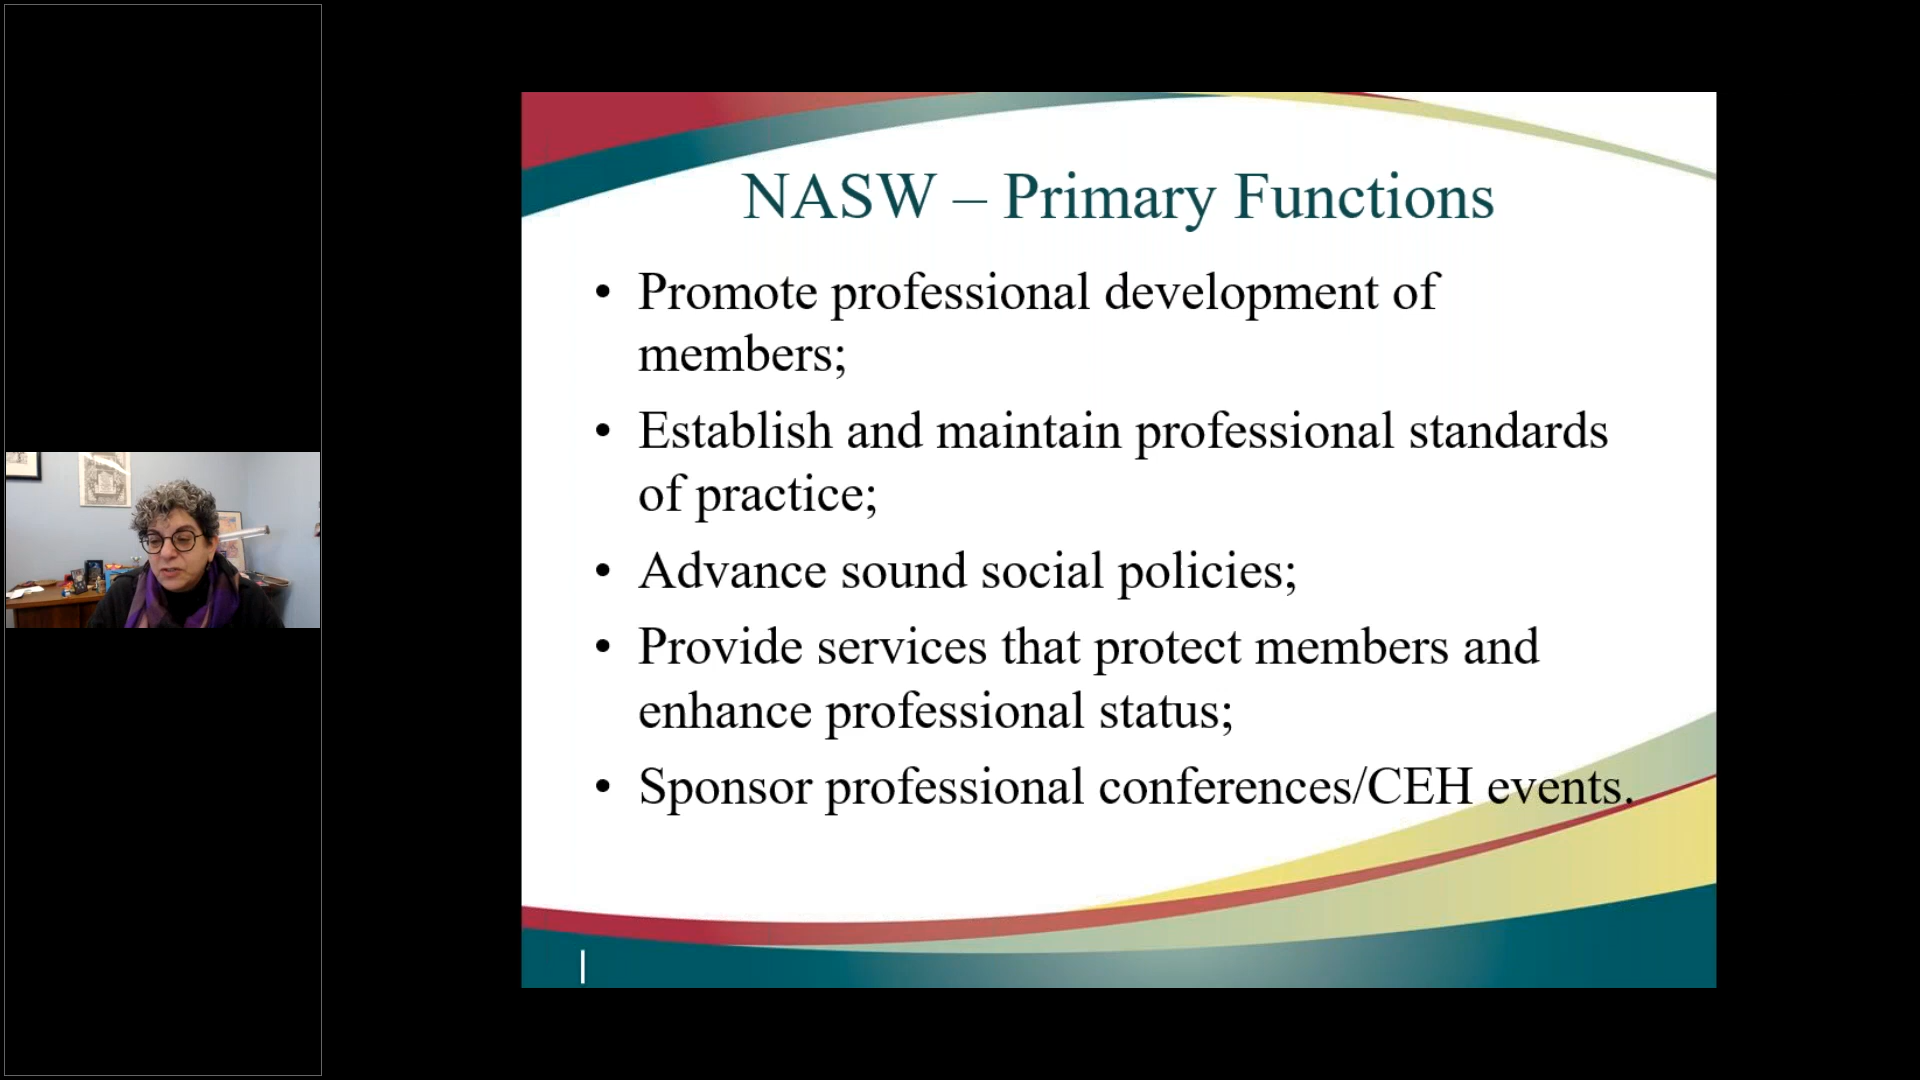 NASW – Primary Functions
• Promote professional development of
members;
• Establish and maintain professional standards
of practice;
• Advance sound social policies;
• Provide services that protect members and
enhance professional status;
• Sponsor professional conferences/CEH events.